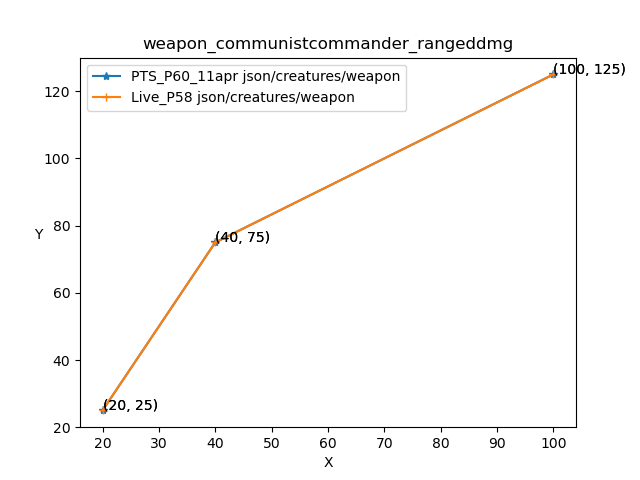 weapon_communistcommander_rangeddmg
PTS_P60_11apr json/creatures/weapon
Live_P58 json/creatures/weapon
(100, 125)
(40, 75)
(20, 25)
Y
120
100
80
60
40
20
20 30 40 50 60 70 80 90 100
X